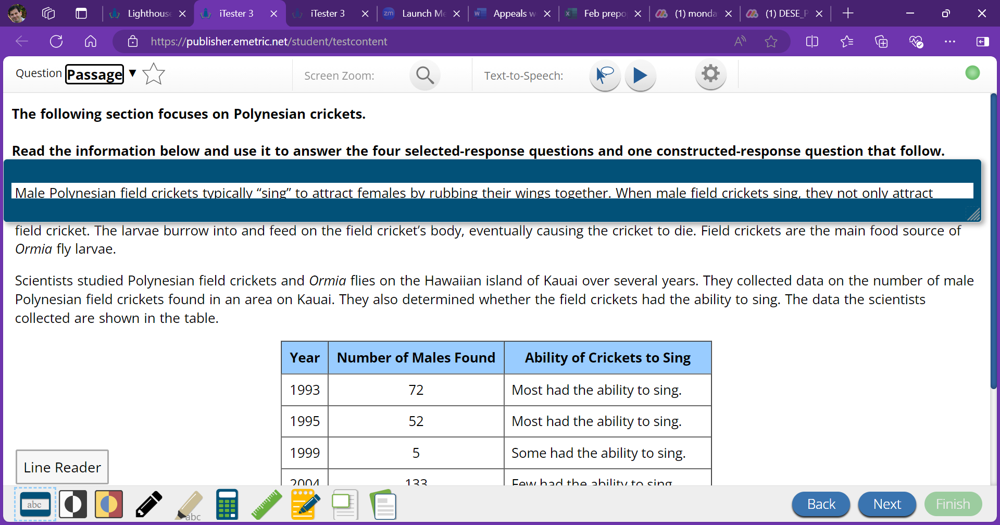 Lighthouse
iTester 3
iTester 3
zm Launch Me
Appeals w
Feb prepo
(1) monda
(1) DESE_P
https://publisher.emetric.net/student/testcontent
Question Passage ▼
Screen Zoom:
Text-to-Speech:
The following section focuses on Polynesian crickets.
Read the information below and use it to answer the four selected-response questions and one constructed-response question that follow.
Male Polynesian field crickets typically “sing” to attract females by rubbing their wings together. When male field crickets sing, they not only attract
field cricket. The larvae burrow into and feed on the field cricket’s body, eventually causing the cricket to die. Field crickets are the main food source of
Ormia fly larvae.
Scientists studied Polynesian field crickets and Ormia flies on the Hawaiian island of Kauai over several years. They collected data on the number of male
Polynesian field crickets found in an area on Kauai. They also determined whether the field crickets had the ability to sing. The data the scientists
collected are shown in the table.
Year Number of Males Found Ability of Crickets to Sing
1993 72 Most had the ability to sing.
1995 52 Most had the ability to sing.
1999 5 Some had the ability to sing.
2004 133 Few had the ability to sing.
Line Reader
abc
abc
Back
Next
Finish